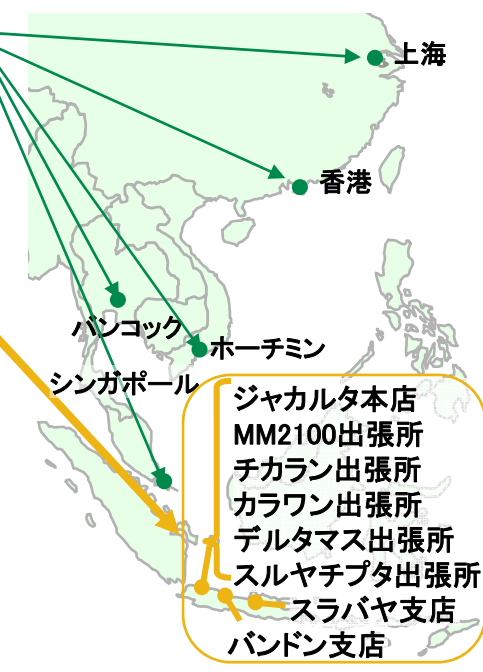 上海
香港
バンコック
ホーチミン
シンガポール
ジャカルタ本店
MM2100出張所
チカラン出張所
カラワン出張所
デルタマス出張所
スルヤチプタ出張所
スラバヤ支店
バンドン支店